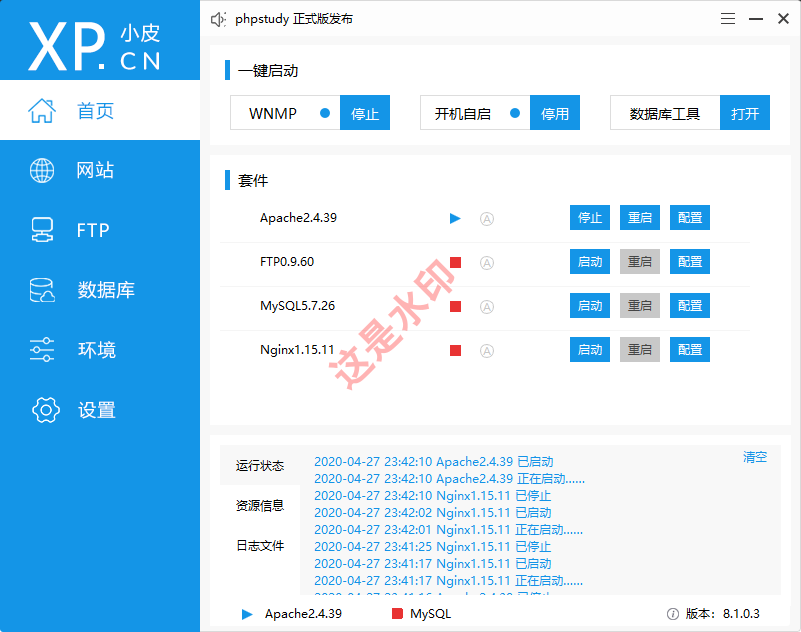 XP.小皮
CN
phpstudy 正式版发布
首页
网站
FTP
数据库
环境
设置
一键启动
WNMP 停止 开机自启 停用 数据库工具 打开
套件
Apache2.4.39 A 停止 重启 配置
FTP0.9.60 A 启动 重启 配置
MySQL5.7.26 A 启动 重启 配置
Nginx1.15.11 A 启动 重启 配置
这是水印
运行状态
资源信息
日志文件
清空
2020-04-27 23:42:10 Apache2.4.39 已启动
2020-04-27 23:42:10 Apache2.4.39 正在启动......
2020-04-27 23:42:10 Nginx1.15.11 已停止
2020-04-27 23:42:02 Nginx1.15.11 已启动
2020-04-27 23:42:01 Nginx1.15.11 正在启动......
2020-04-27 23:41:25 Nginx1.15.11 已停止
2020-04-27 23:41:17 Nginx1.15.11 已启动
2020-04-27 23:41:17 Nginx1.15.11 正在启动......
Apache2.4.39 MySQL 版本：8.1.0.3